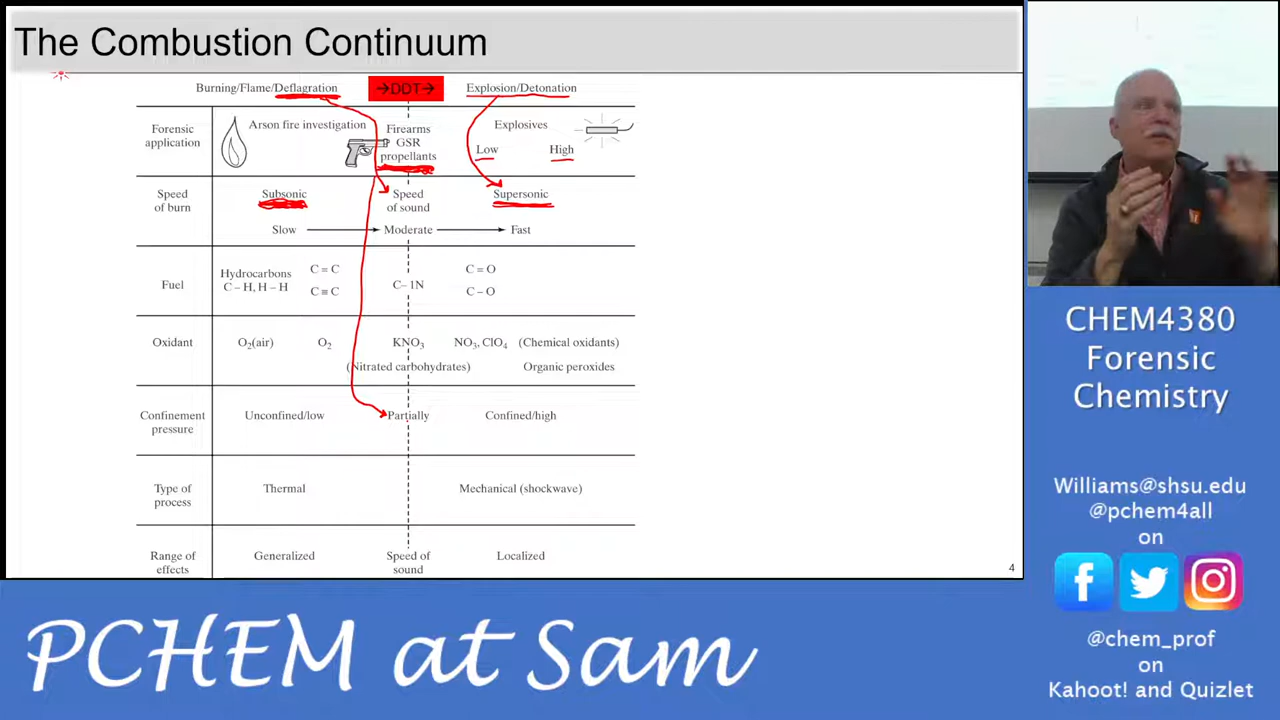 The Combustion Continuum
Burning/Flame/Deflagration
→DDT→
Explosion/Detonation
Forensic application
Arson fire investigation
Firearms GSR propellants
Explosives
Low
High
Speed of burn
Subsonic
Speed of sound
Supersonic
Slow
Moderate
Fast
Fuel
Hydrocarbons
C – H, H – H
C = C
C ≡ C
C– 1N
C = O
C – O
Oxidant
O₂(air)
O₂
KNO₃
NO₃, ClO₄
(Chemical oxidants)
(Nitrated carbohydrates)
Organic peroxides
Confinement pressure
Unconfined/low
Partially
Confined/high
Type of process
Thermal
Mechanical (shockwave)
Range of effects
Generalized
Speed of sound
Localized
4
CHEM4380
Forensic
Chemistry
Williams@shsu.edu
@pchem4all
on
@chem_prof
on
Kahoot! and Quizlet
PCHEM at Sam